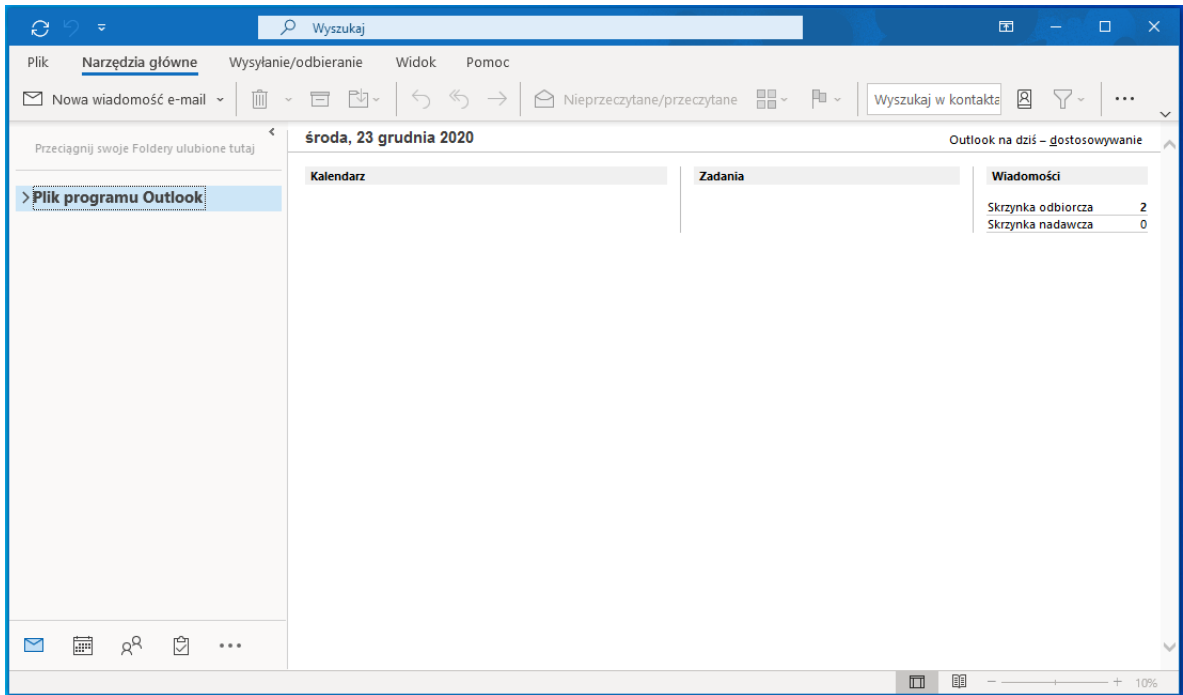 Wyszukaj
Plik Narzędzia główne Wysyłanie/odbieranie Widok Pomoc
Nowa wiadomość e-mail Nieprzeczytane/przeczytane Wyszukaj w kontakta
Przeciągnij swoje Foldery ulubione tutaj
Plik programu Outlook
środa, 23 grudnia 2020
Outlook na dziś – dostosowywanie
Kalendarz
Zadania
Wiadomości
Skrzynka odbiorcza 2
Skrzynka nadawcza 0
10%